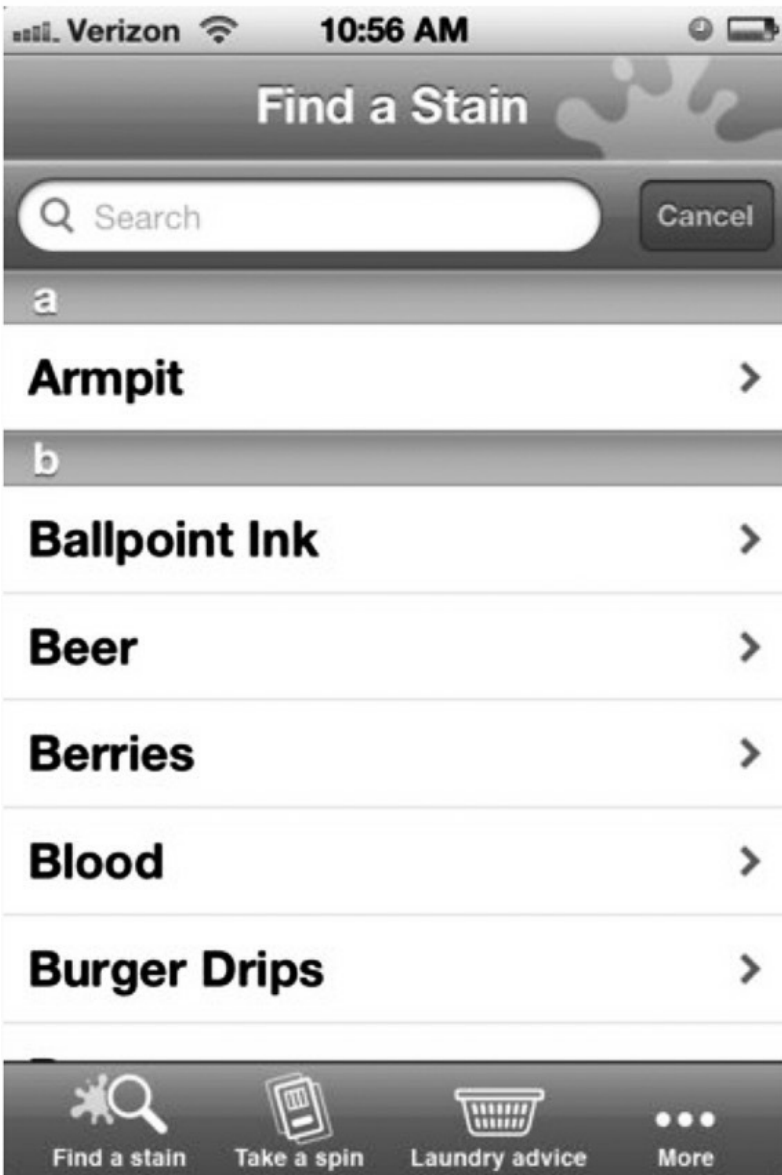 Verizon 10:56 AM
Find a Stain
Search Cancel
a
Armpit
b
Ballpoint Ink
Beer
Berries
Blood
Burger Drips
Find a stain Take a spin Laundry advice More